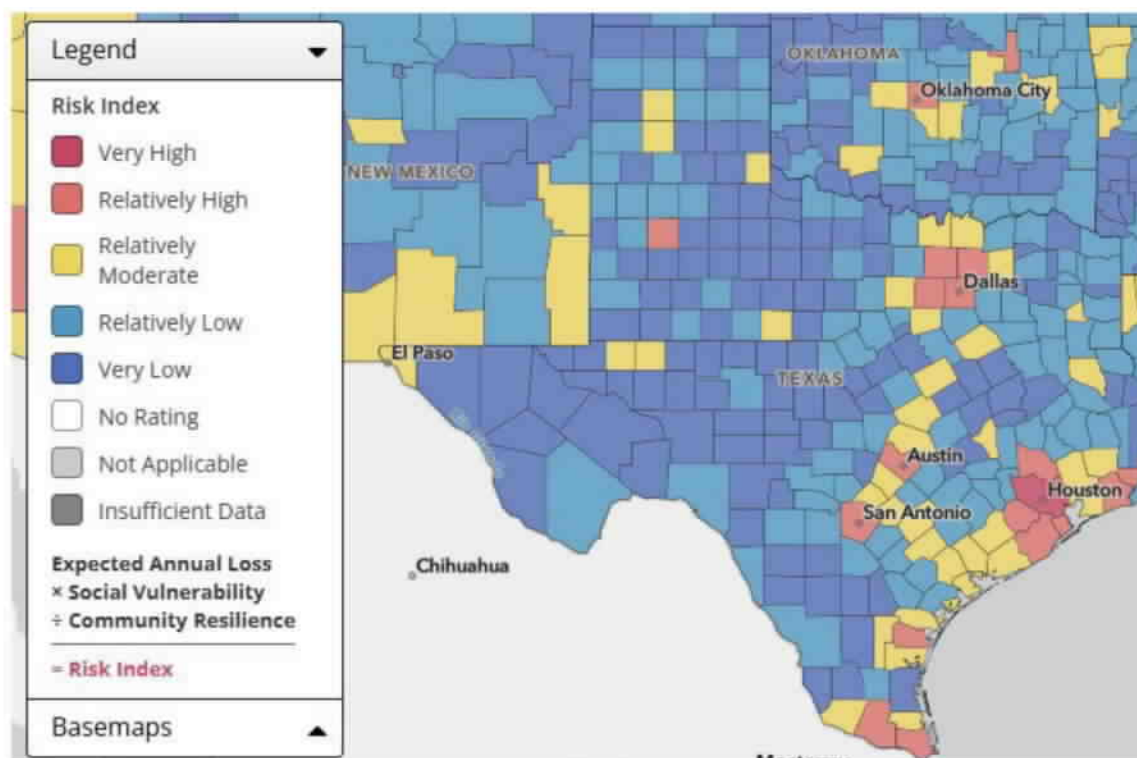 Legend
Risk Index
Very High
Relatively High
Relatively
Moderate
Relatively Low
Very Low
No Rating
Not Applicable
Insufficient Data
Expected Annual Loss
× Social Vulnerability
÷ Community Resilience
= Risk Index
Basemaps
OKLAHOMA
Oklahoma City
NEW MEXICO
Dallas
El Paso
TEXAS
Austin
Houston
San Antonio
Chihuahua